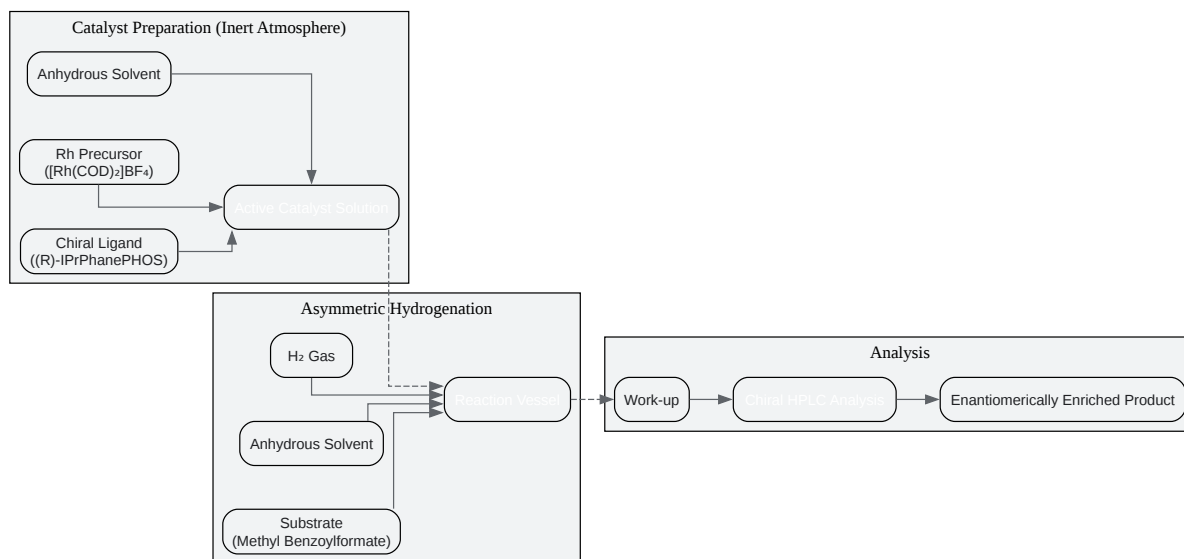 Catalyst Preparation (Inert Atmosphere)
Anhydrous Solvent
Rh Precursor
([Rh(COD)₂]BF₄)
Active Catalyst Solution
Chiral Ligand
((R)-IPrPhanePHOS)
Asymmetric Hydrogenation
H₂ Gas
Reaction Vessel
Anhydrous Solvent
Substrate
(Methyl Benzoylformate)
Analysis
Work-up
Chiral HPLC Analysis
Enantiomerically Enriched Product